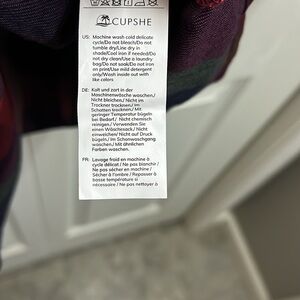 CUPSHE
US: Machine wash cold delicate
cycle/Do not bleach/Do not
tumble dry/Line dry in
shade/Cool iron if needed/Do
not dry clean/Use a laundry
bag/Do not soak/Do not iron
on print/Use mild detergent
only/Wash inside out with
like colors
DE: Kalt und zart in der
Maschinenwäsche waschen/
Nicht bleichen/ Nicht im
Trockner trocknen/ Im
Schatten trocknen/ Mit
geringer Temperatur bügeln
bei Bedarf/ Nicht chemisch
reinigen/ Verwenden Sie
einen Wäschesack/ Nicht
einweichen/ Nicht auf Druck
bügeln/ Im Schonwaschgang
waschen/ Mit ähnlichen
Farben waschen.
FR: Lavage froid en machine à
cycle délicat / Ne pas blanchir /
Ne pas sécher en machine /
Sécher à l'ombre / Repasser à
basse température si
nécessaire / Ne pas nettoyer à